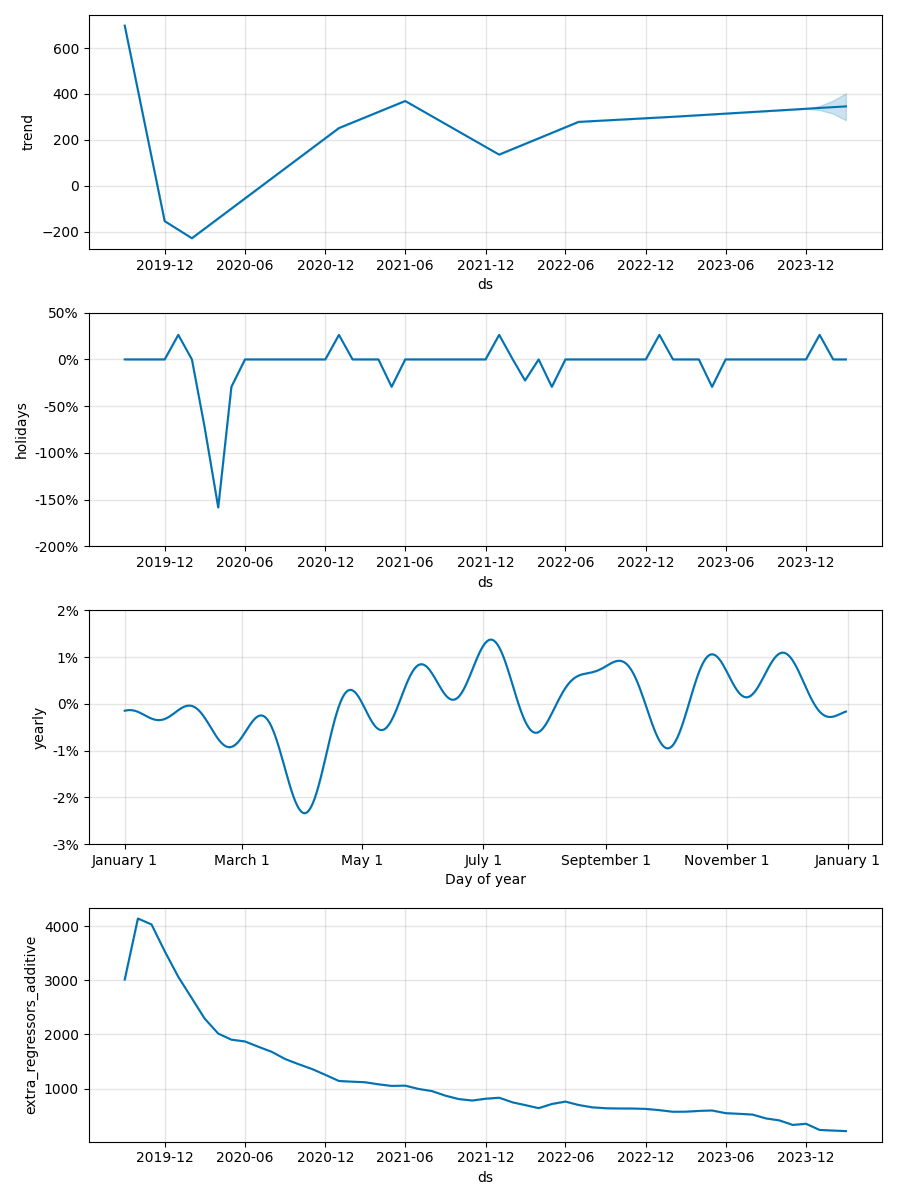 600
400
200
0
−200
trend
2019-12 2020-06 2020-12 2021-06 2021-12 2022-06 2022-12 2023-06 2023-12
ds
50%
0%
-50%
-100%
-150%
-200%
holidays
2019-12 2020-06 2020-12 2021-06 2021-12 2022-06 2022-12 2023-06 2023-12
ds
2%
1%
0%
-1%
-2%
-3%
yearly
January 1 March 1 May 1 July 1 September 1 November 1 January 1
Day of year
4000
3000
2000
1000
extra_regressors_additive
2019-12 2020-06 2020-12 2021-06 2021-12 2022-06 2022-12 2023-06 2023-12
ds